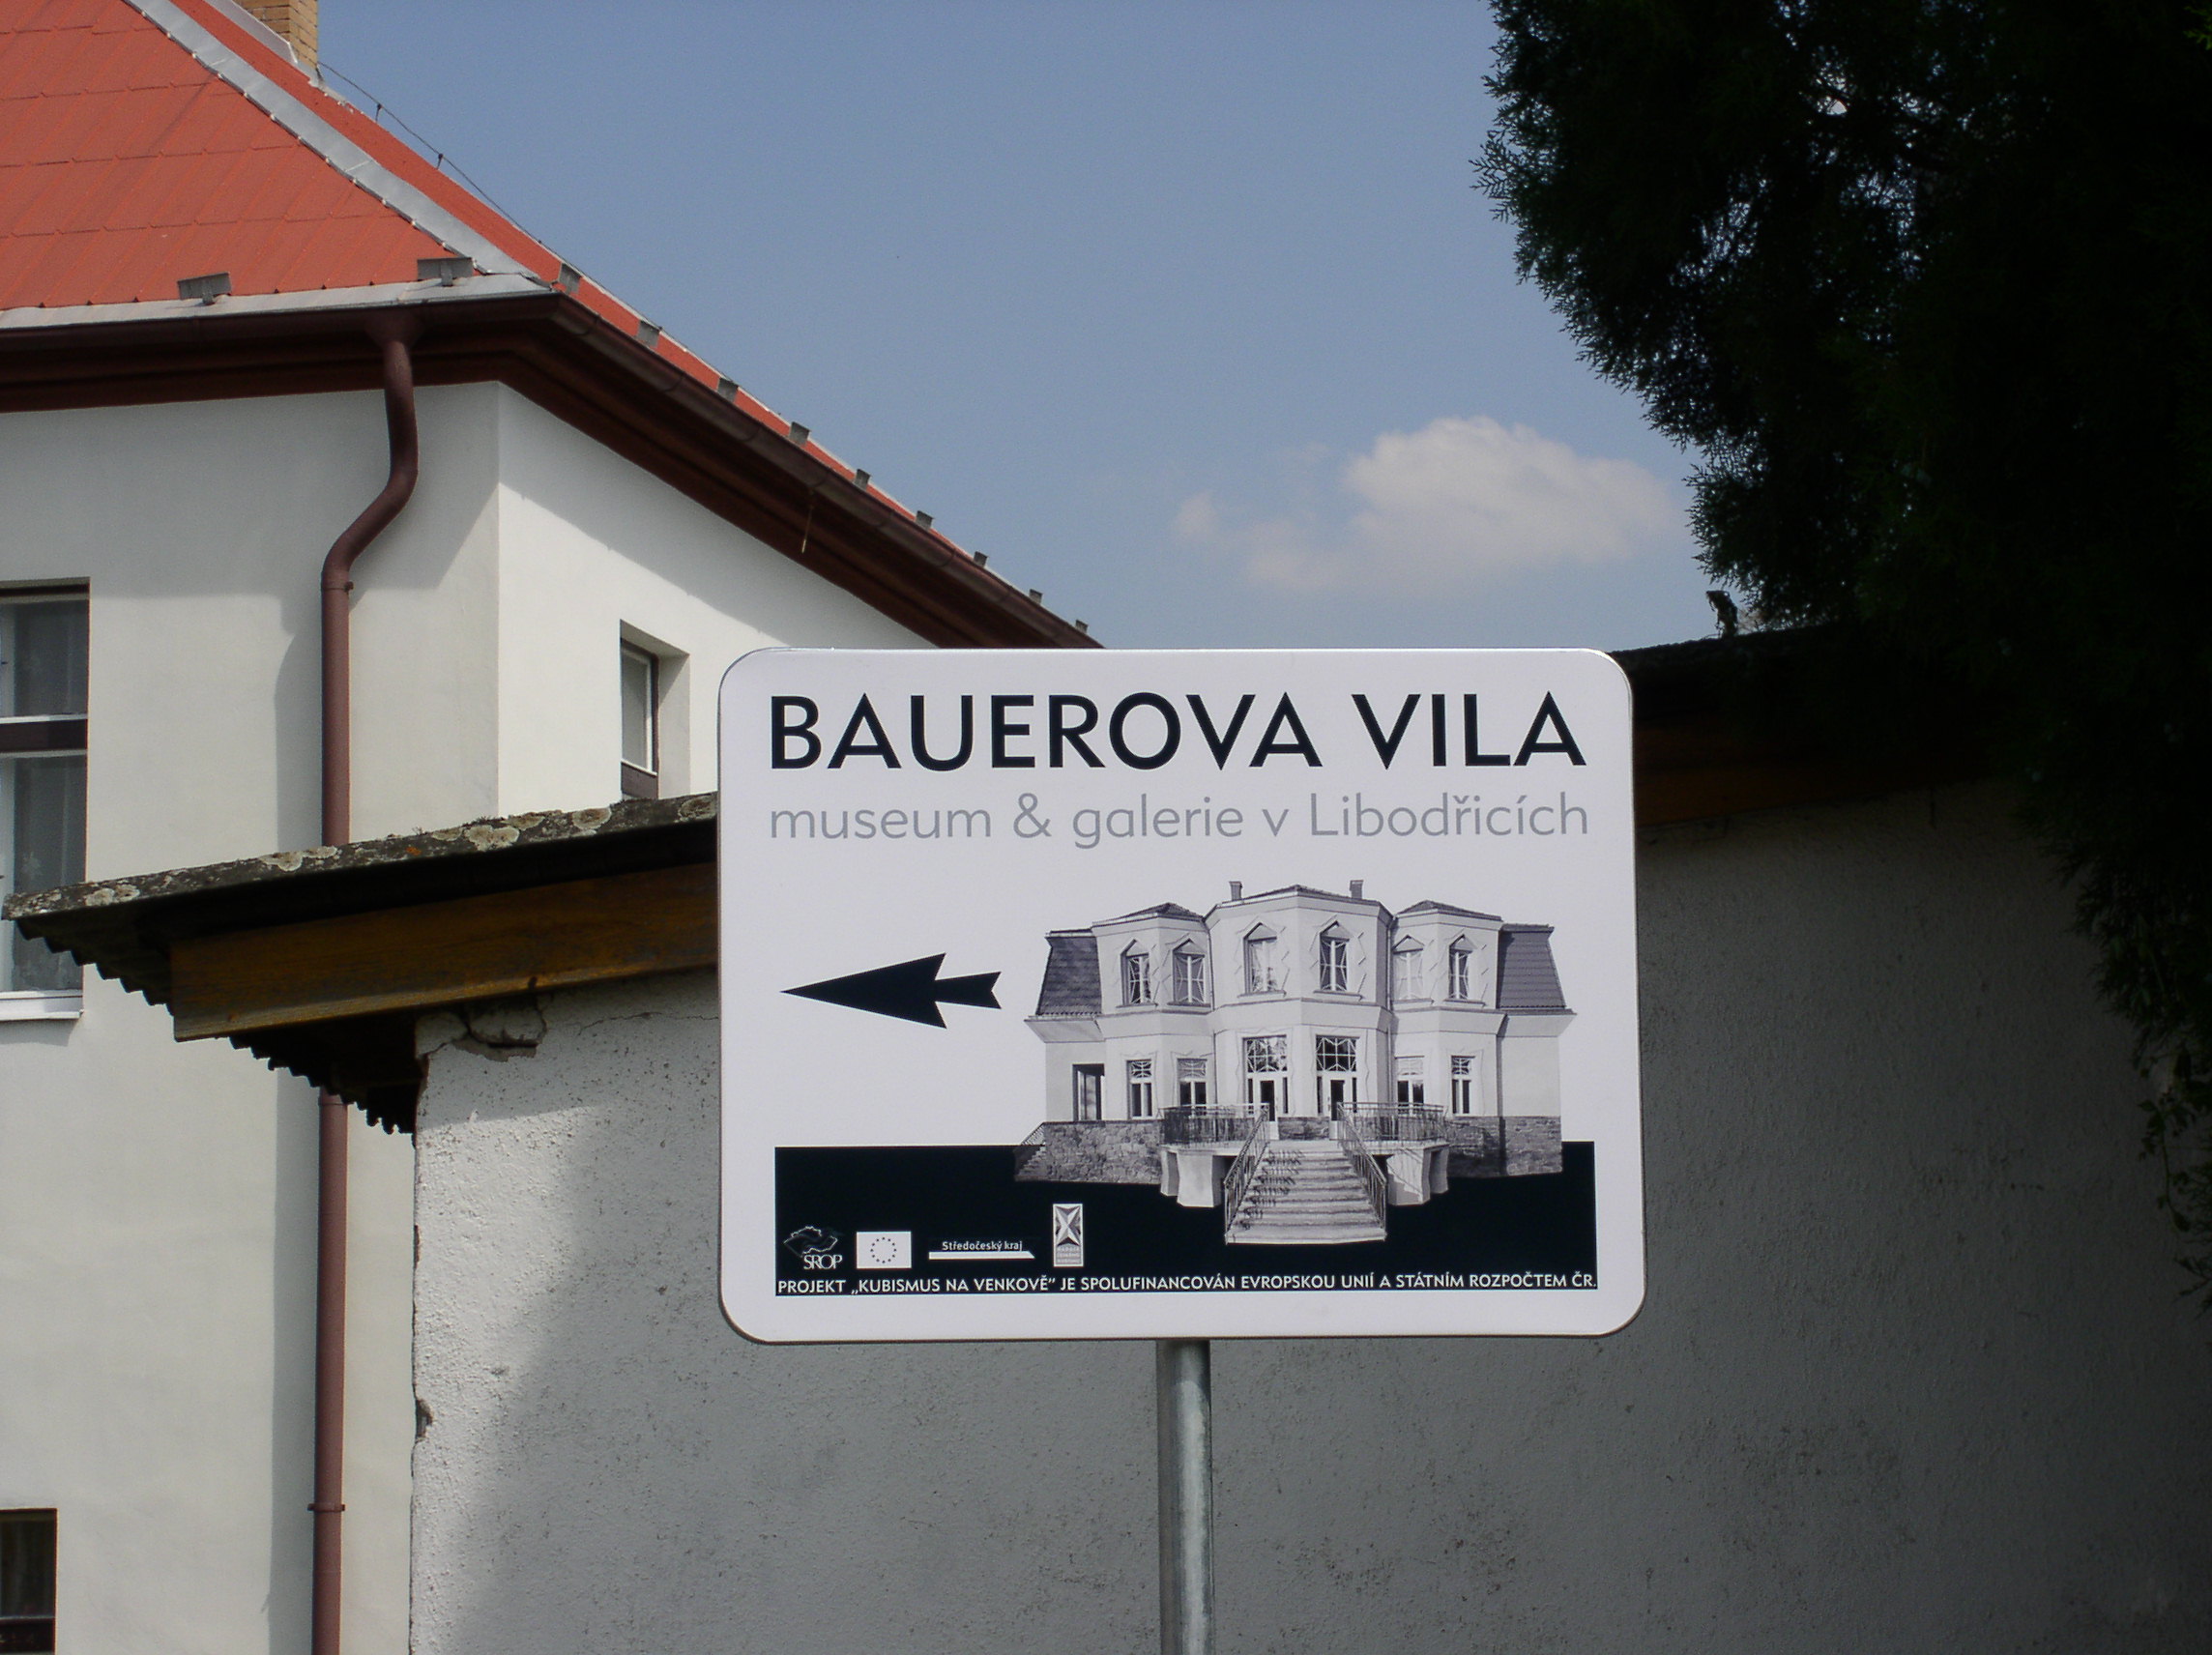 BAUEROVA VILA
museum & galerie v Libodřicích
SROP
Středočeský kraj
PROJEKT „KUBISMUS NA VENKOVĚ" JE SPOLUFINANCOVÁN EVROPSKOU UNIÍ A STÁTNÍM ROZPOČTEM ČR.